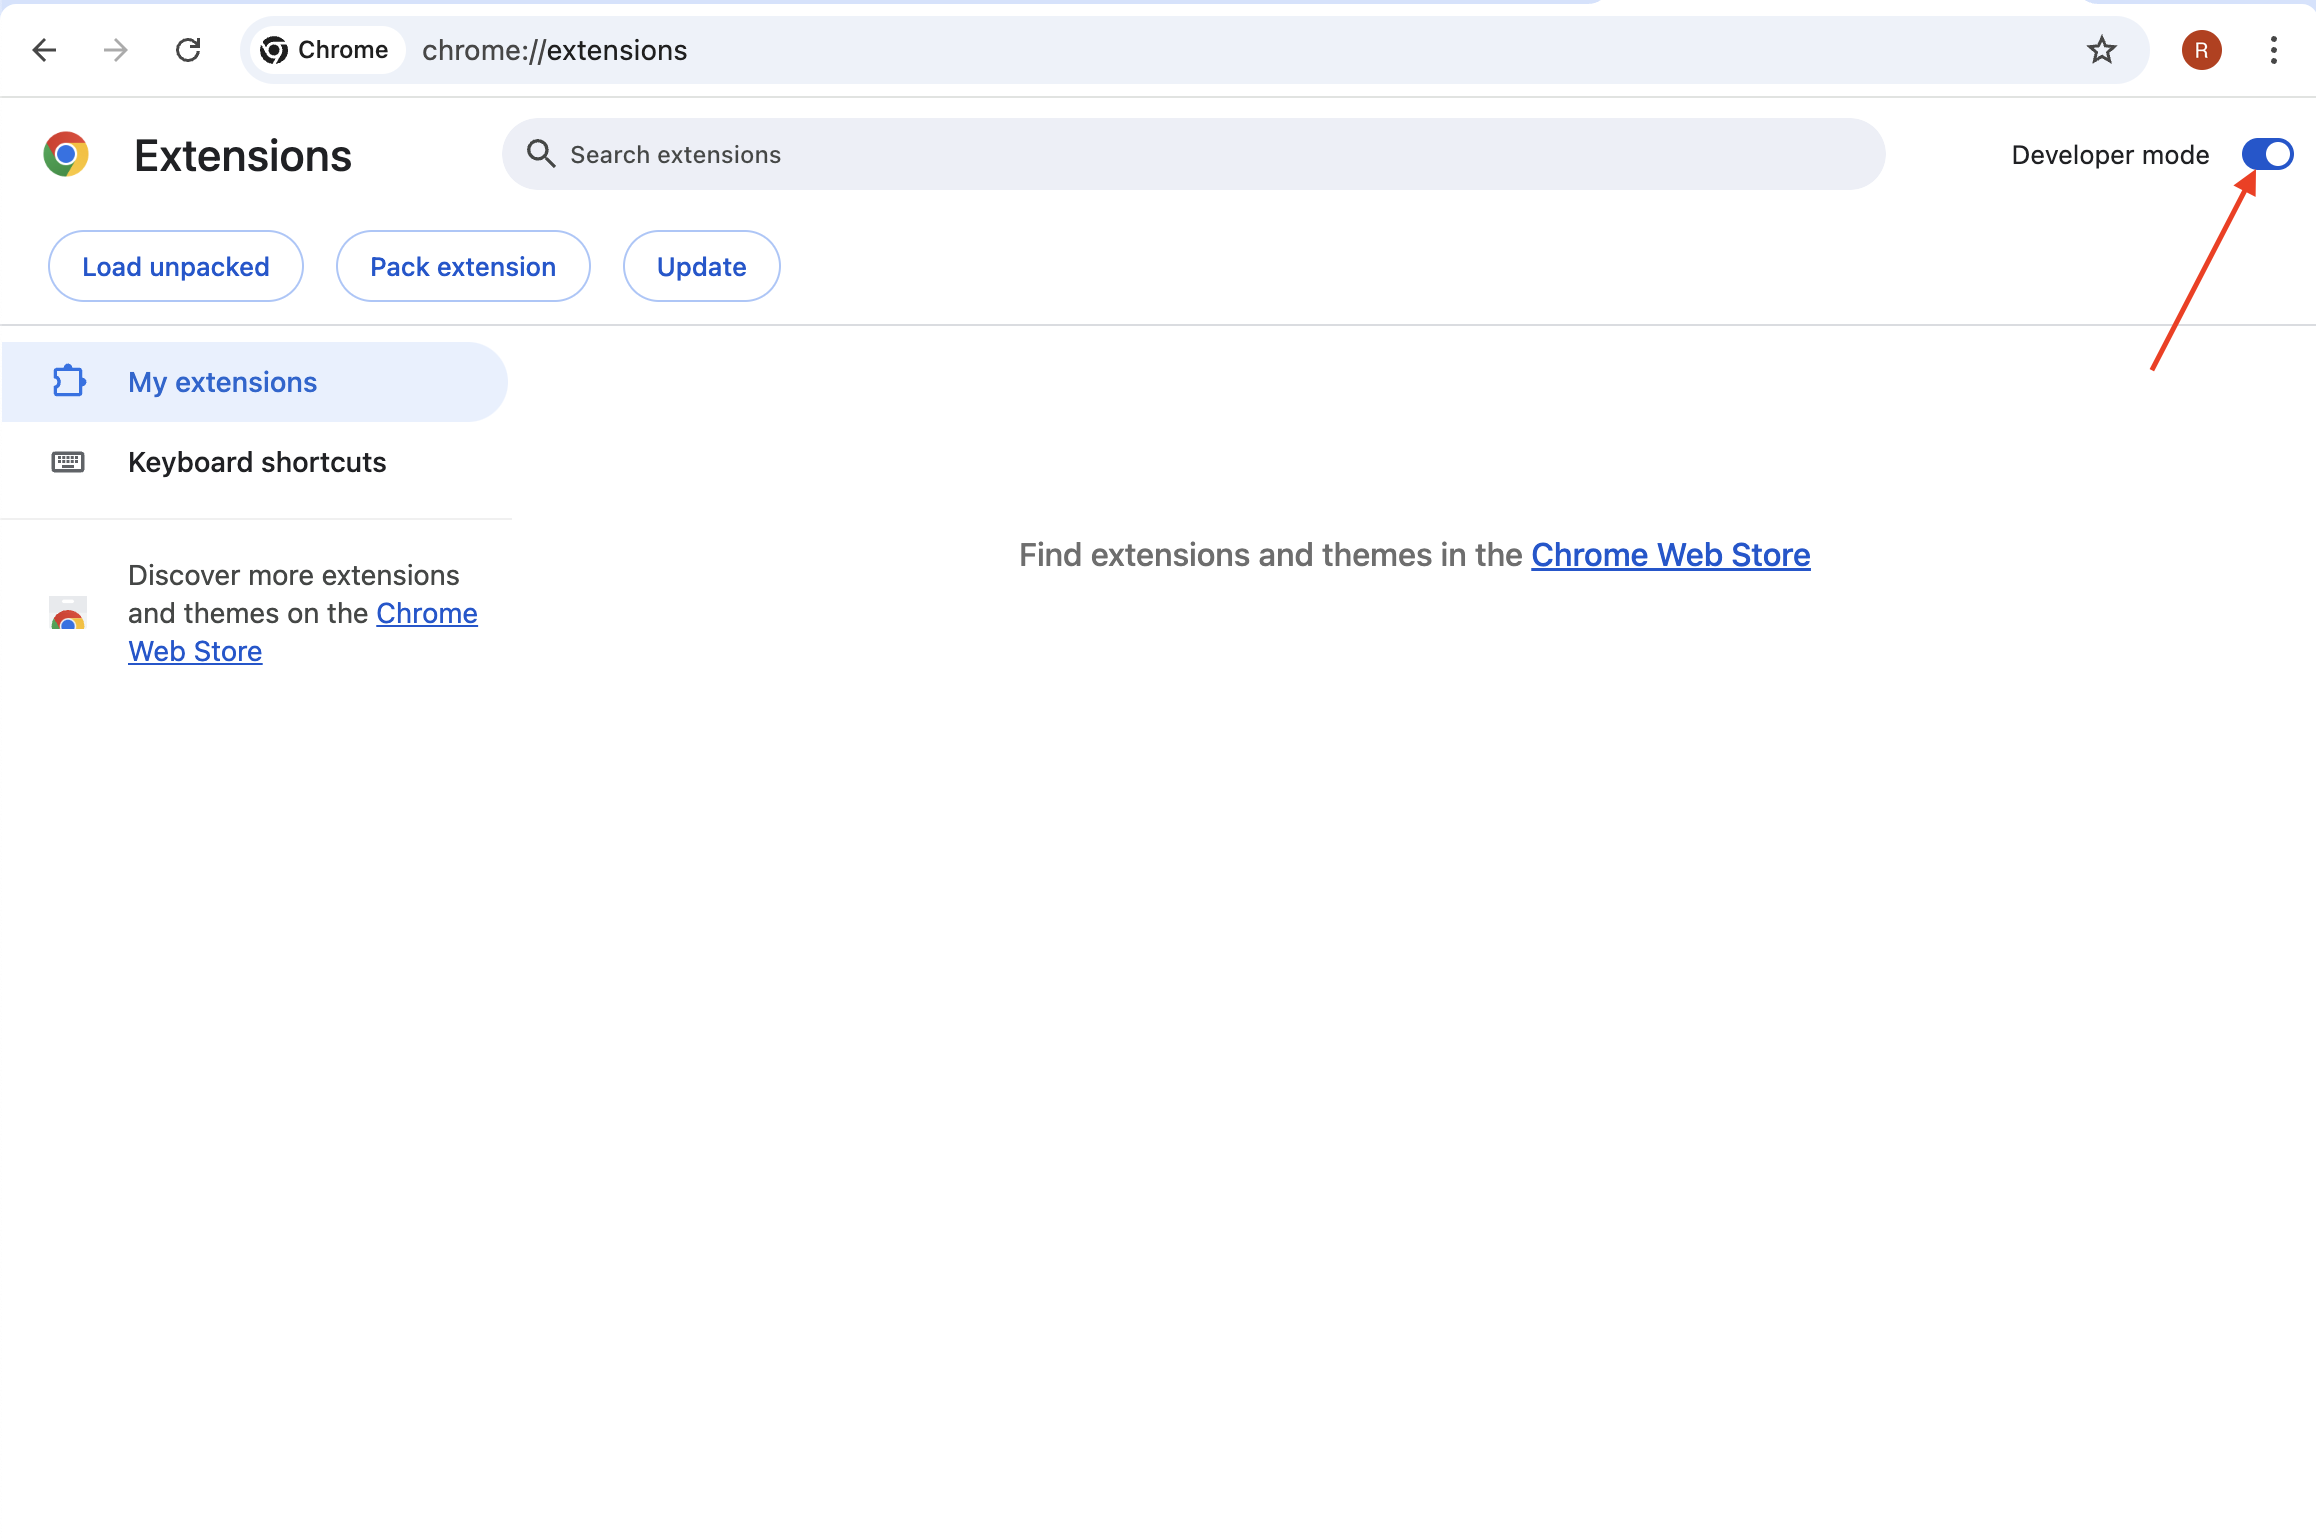 Chrome chrome://extensions R
Extensions Search extensions Developer mode
Load unpacked Pack extension Update
My extensions
Keyboard shortcuts
Discover more extensions
and themes on the Chrome
Web Store
Find extensions and themes in the Chrome Web Store